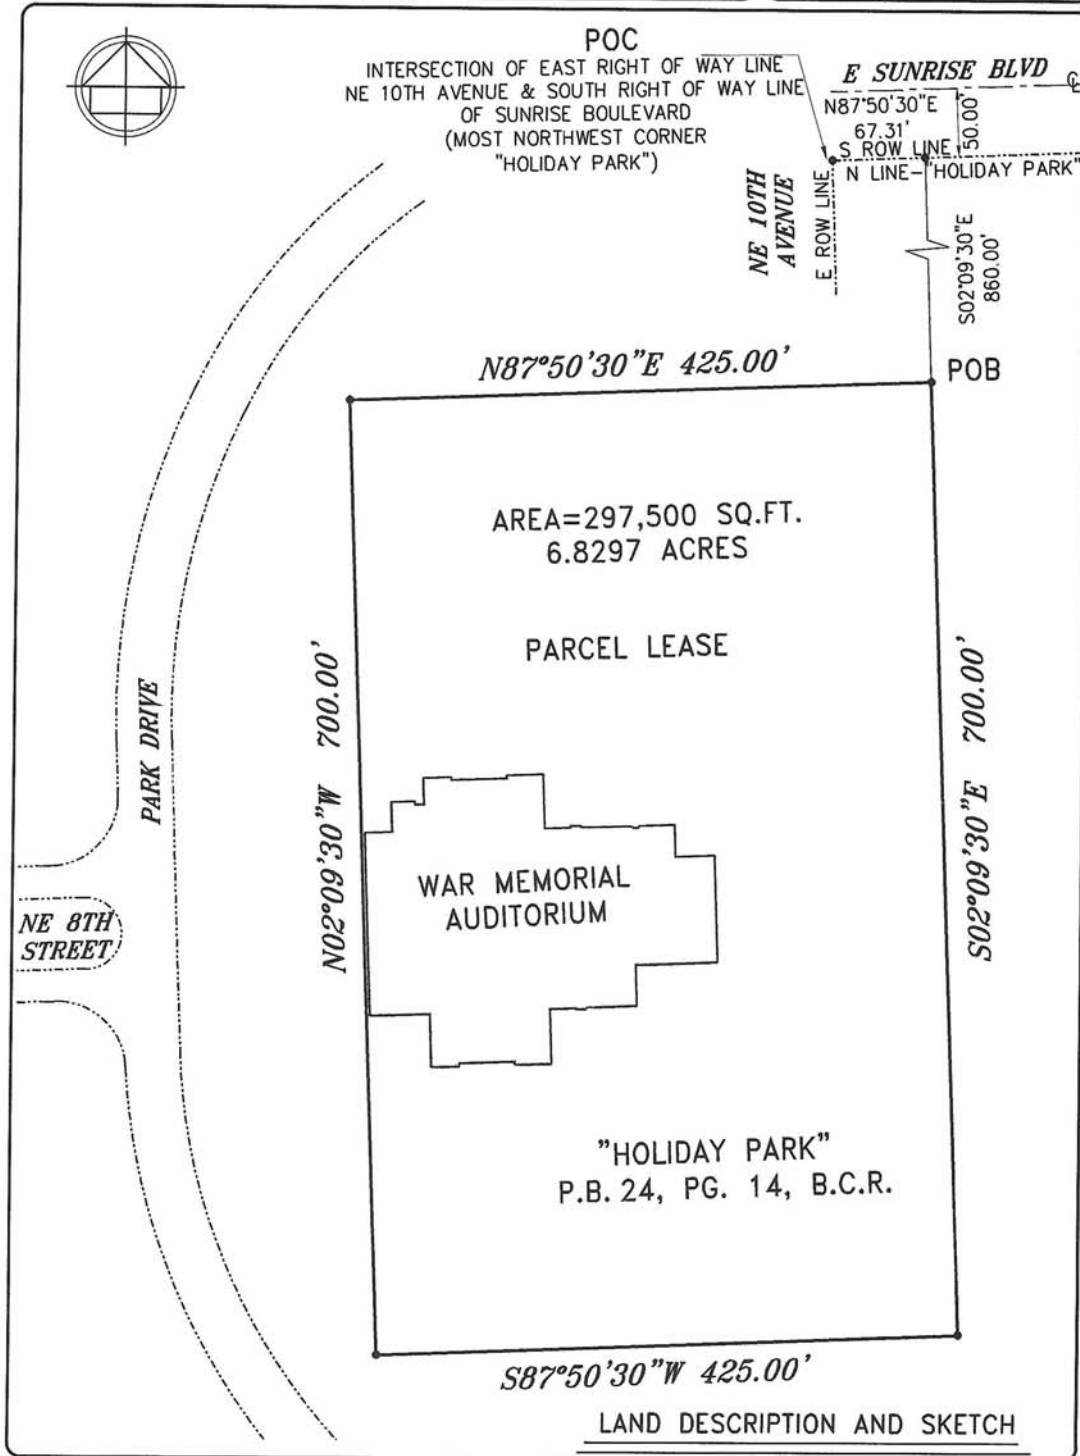 POC
INTERSECTION OF EAST RIGHT OF WAY LINE
NE 10TH AVENUE & SOUTH RIGHT OF WAY LINE
OF SUNRISE BOULEVARD
(MOST NORTHWEST CORNER
"HOLIDAY PARK")
E SUNRISE BLVD ℄
N87°50'30"E
67.31'
50.00'
S ROW LINE
N LINE-"HOLIDAY PARK"
NE 10TH
AVENUE
E ROW LINE
S02°09'30"E
860.00'
N87°50'30"E 425.00'
POB
AREA=297,500 SQ.FT.
6.8297 ACRES
PARCEL LEASE
N02°09'30"W 700.00'
S02°09'30"E 700.00'
PARK DRIVE
WAR MEMORIAL
AUDITORIUM
NE 8TH
STREET
"HOLIDAY PARK"
P.B. 24, PG. 14, B.C.R.
S87°50'30"W 425.00'
LAND DESCRIPTION AND SKETCH